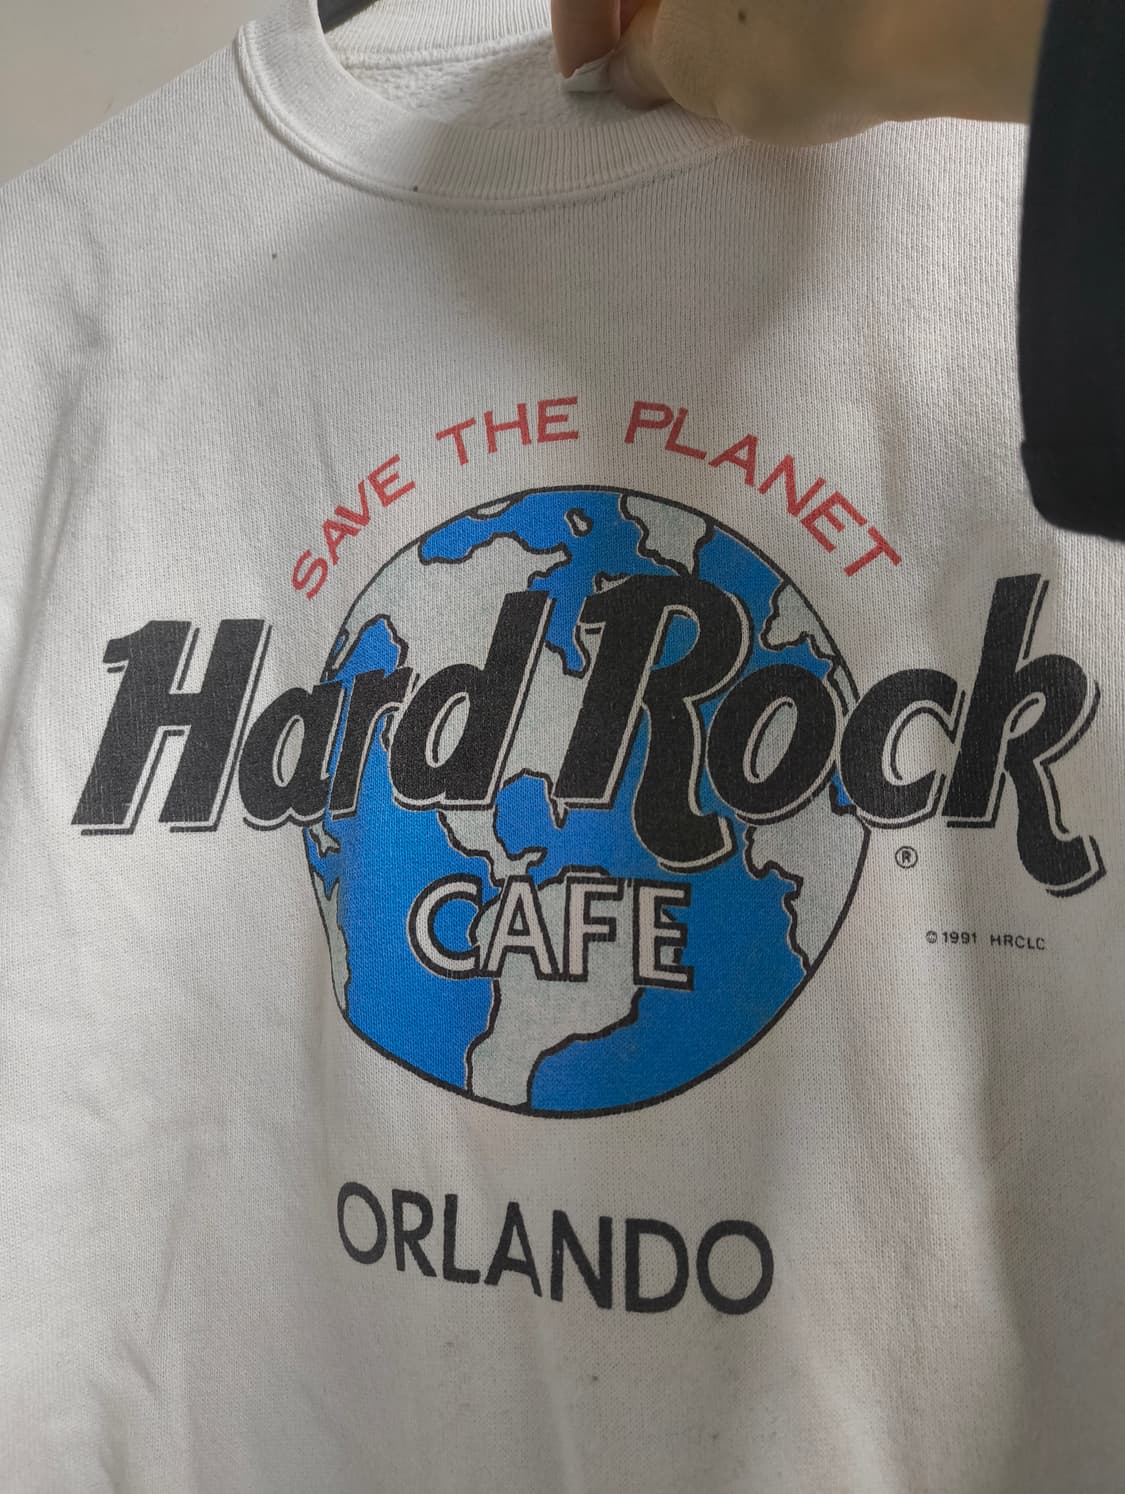 SAVE THE PLANET
Hard Rock
®
CAFE
©1991 HRCLC
ORLANDO